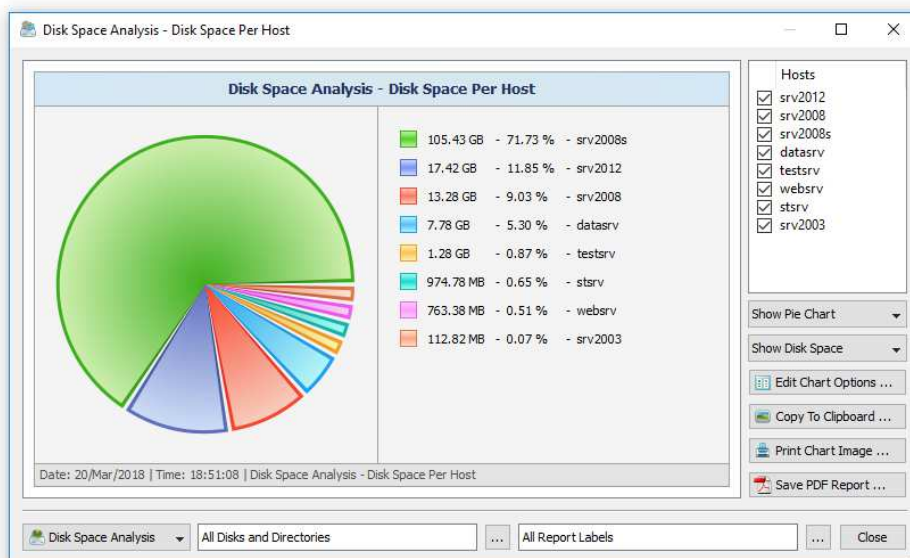 Disk Space Analysis - Disk Space Per Host
Disk Space Analysis - Disk Space Per Host
105.43 GB - 71.73 % - srv2008s
17.42 GB - 11.85 % - srv2012
13.28 GB - 9.03 % - srv2008
7.78 GB - 5.30 % - datasrv
1.28 GB - 0.87 % - testsrv
974.78 MB - 0.65 % - stsrv
763.38 MB - 0.51 % - websrv
112.82 MB - 0.07 % - srv2003
Date: 20/Mar/2018 | Time: 18:51:08 | Disk Space Analysis - Disk Space Per Host
Hosts
srv2012
srv2008
srv2008s
datasrv
testsrv
websrv
stsrv
srv2003
Show Pie Chart
Show Disk Space
Edit Chart Options ...
Copy To Clipboard ...
Print Chart Image ...
Save PDF Report ...
Disk Space Analysis All Disks and Directories ... All Report Labels ... Close